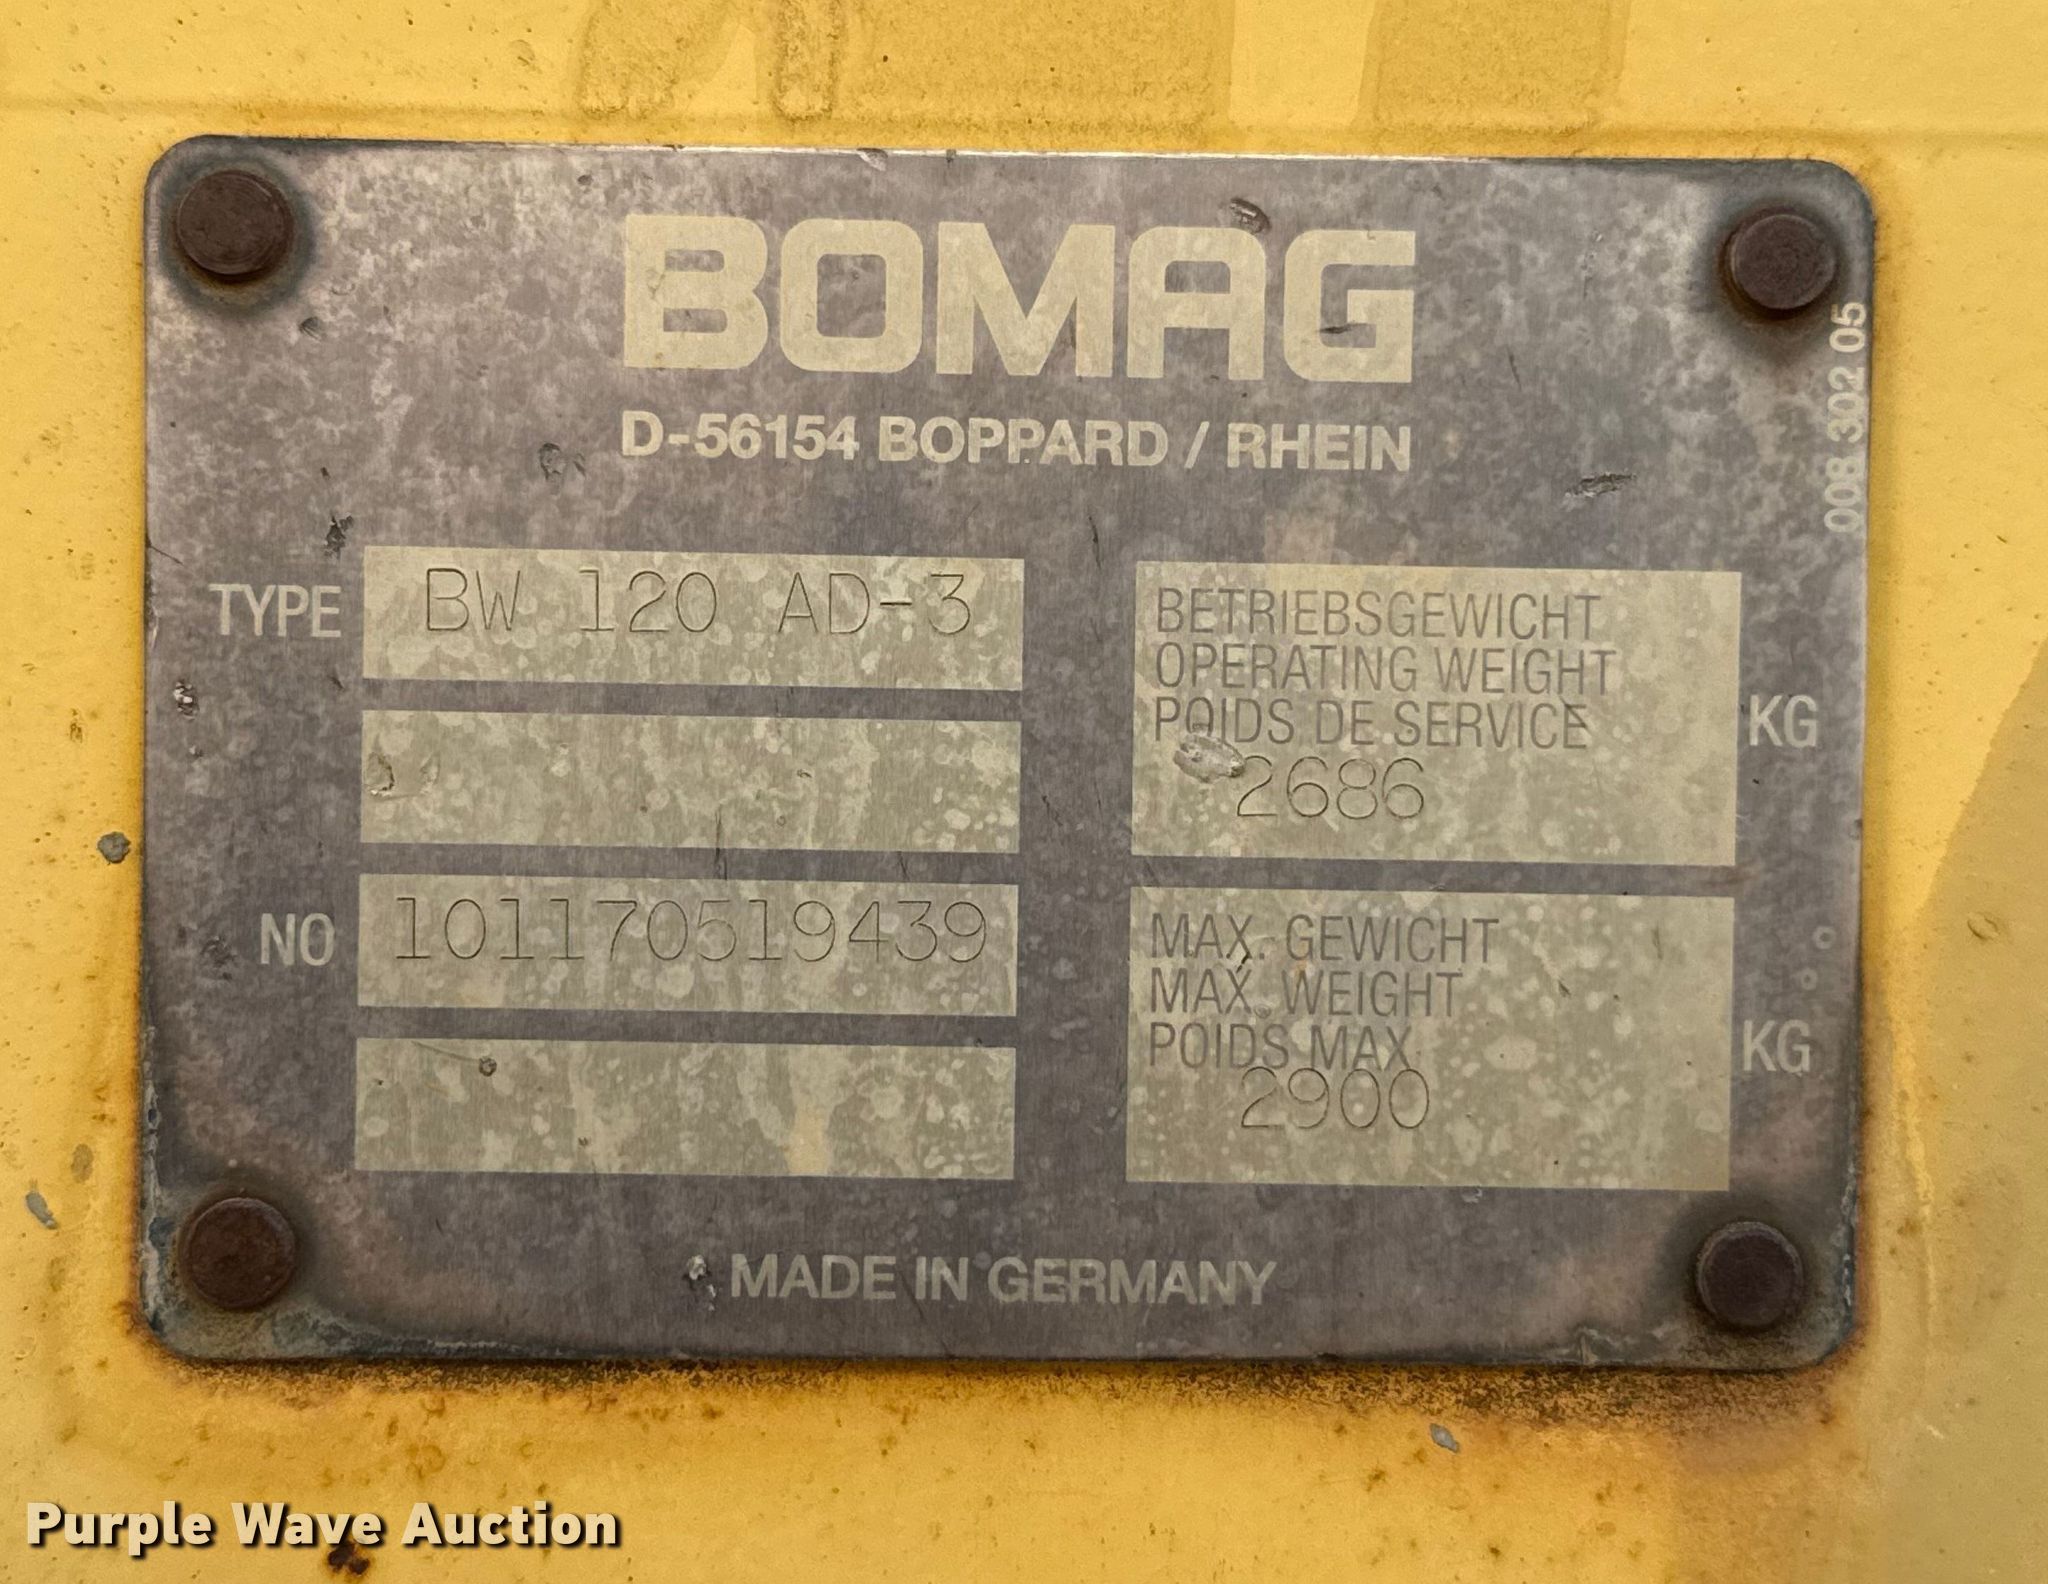 BOMAG
D-56154 BOPPARD / RHEIN
008 302 05
TYPE BW 120 AD-3
NO 101170519439
BETRIEBSGEWICHT
OPERATING WEIGHT
POIDS DE SERVICE
2686 KG
MAX. GEWICHT
MAX. WEIGHT
POIDS MAX.
2900 KG
MADE IN GERMANY
Purple Wave Auction